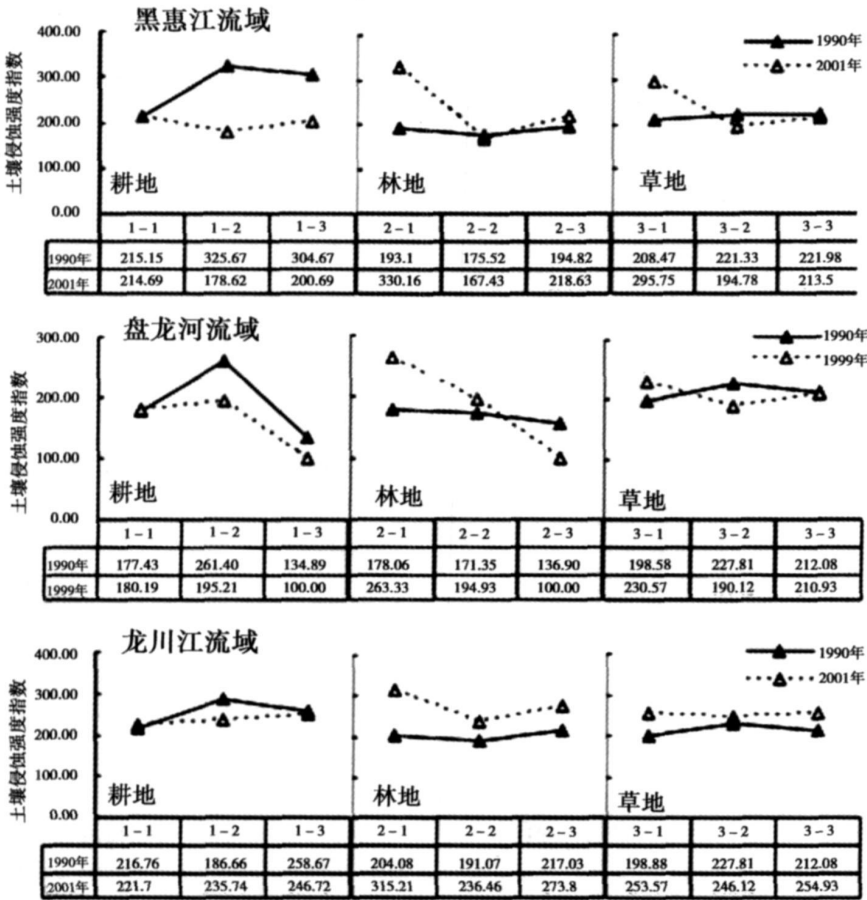 黑惠江流域
土壤侵蚀强度指数
400.00
300.00
200.00
100.00
0.00
1990年
2001年
耕地 林地 草地
1-1 1-2 1-3 2-1 2-2 2-3 3-1 3-2 3-3
1990年 215.15 325.67 304.67 193.1 175.52 194.82 208.47 221.33 221.98
2001年 214.69 178.62 200.69 330.16 167.43 218.63 295.75 194.78 213.5
盘龙河流域
土壤侵蚀强度指数
300.00
200.00
100.00
0.00
1990年
1999年
耕地 林地 草地
1-1 1-2 1-3 2-1 2-2 2-3 3-1 3-2 3-3
1990年 177.43 261.40 134.89 178.06 171.35 136.90 198.58 227.81 212.08
1999年 180.19 195.21 100.00 263.33 194.93 100.00 230.57 190.12 210.93
龙川江流域
土壤侵蚀强度指数
400.00
300.00
200.00
100.00
0.00
1990年
2001年
耕地 林地 草地
1-1 1-2 1-3 2-1 2-2 2-3 3-1 3-2 3-3
1990年 216.76 186.66 258.67 204.08 191.07 217.03 198.88 227.81 212.08
2001年 221.7 235.74 246.72 315.21 236.46 273.8 253.57 246.12 254.93